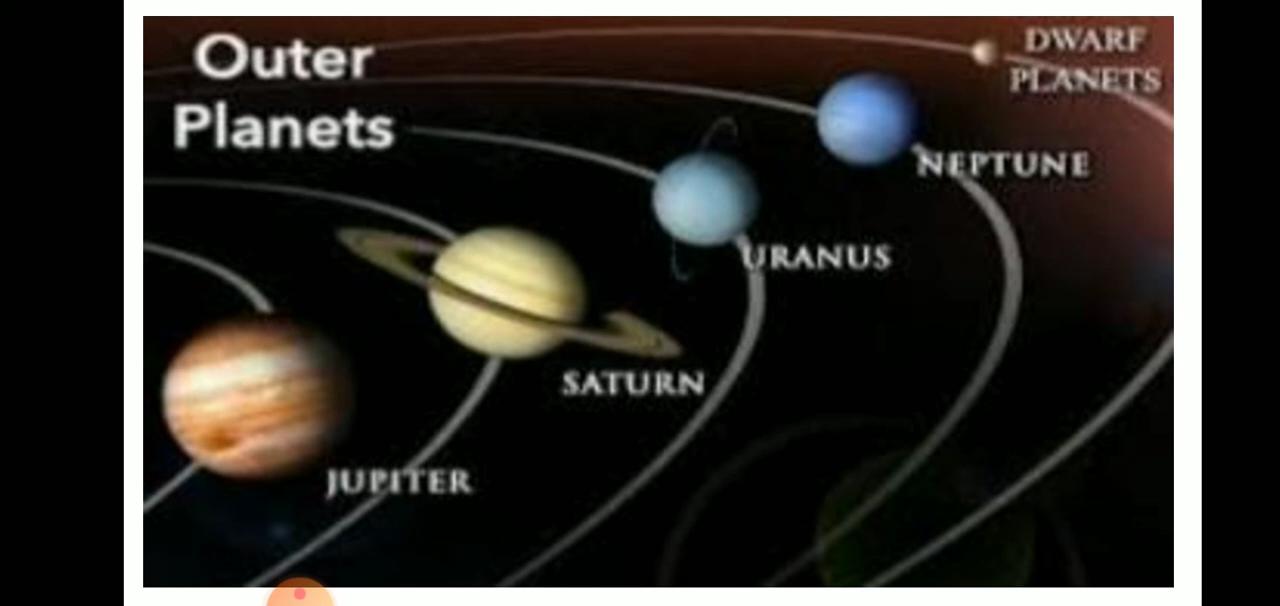 Outer
Planets
DWARF
PLANETS
NEPTUNE
URANUS
SATURN
JUPITER